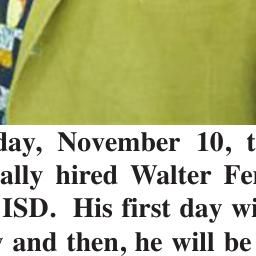 day, November 10, t
ally hired Walter Fe
ISD. His first day wi
y and then, he will be